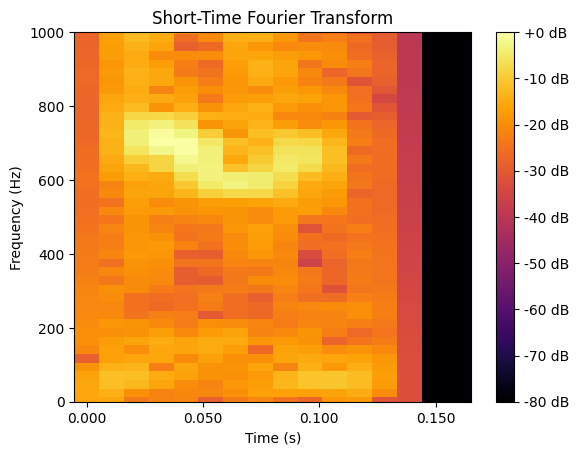 Short-Time Fourier Transform
1000
800
600
400
200
0
Frequency (Hz)
0.000
0.050
0.100
0.150
Time (s)
+0 dB
-10 dB
-20 dB
-30 dB
-40 dB
-50 dB
-60 dB
-70 dB
-80 dB